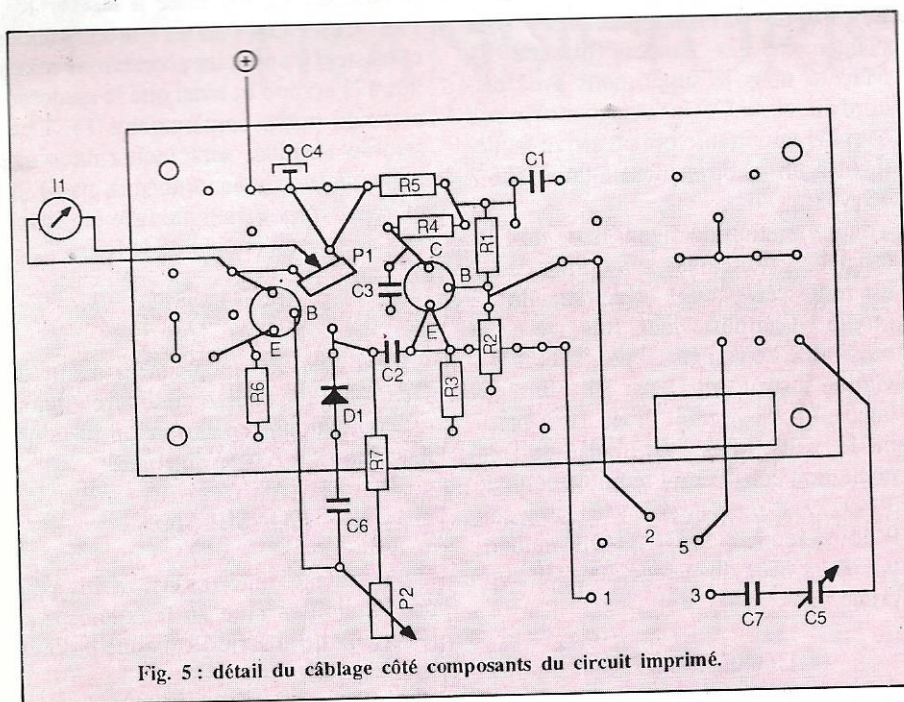 +
C4
C1
I1
R5
R4
R1
P1
C
B
C3
B
E
E
C2
R2
R6
R3
D1
R7
C6
2
5
1
3
P2
C7
C5
Fig. 5 : détail du câblage côté composants du circuit imprimé.